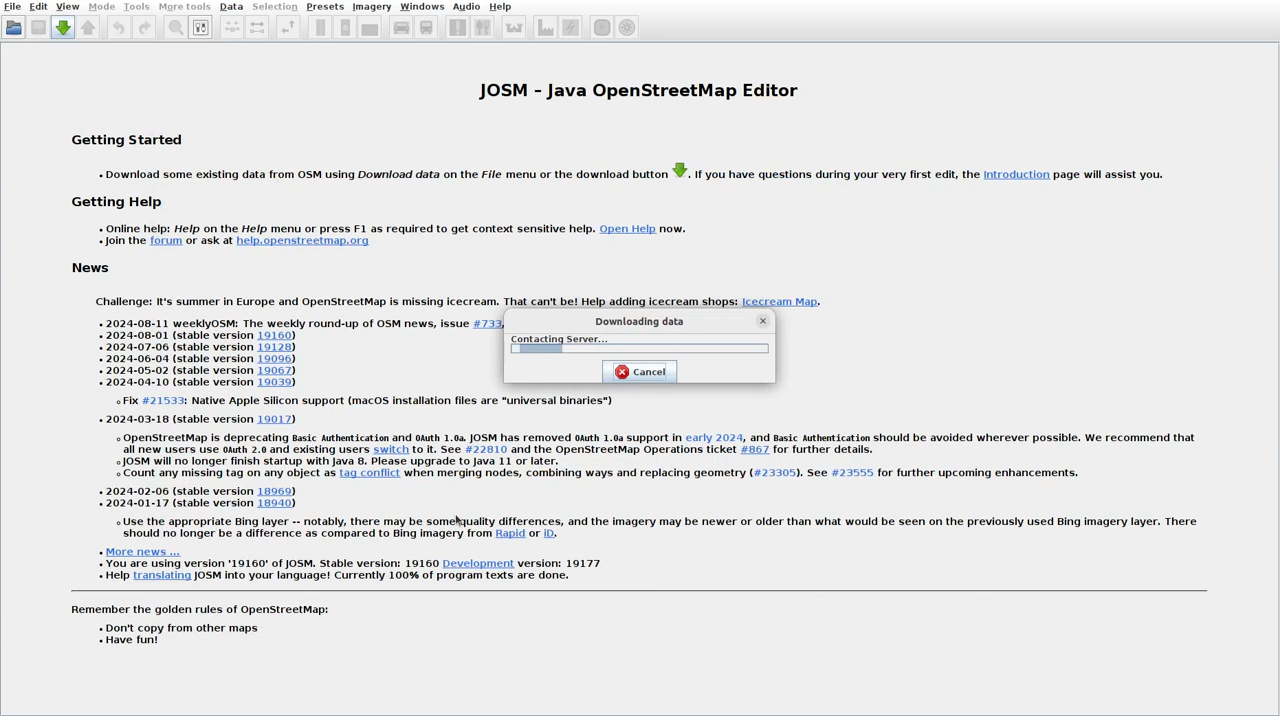 File Edit View Mode Tools More tools Data Selection Presets Imagery Windows Audio Help
JOSM – Java OpenStreetMap Editor
Getting Started
Download some existing data from OSM using Download data on the File menu or the download button . If you have questions during your very first edit, the Introduction page will assist you.
Getting Help
Online help: Help on the Help menu or press F1 as required to get context sensitive help. Open Help now.
Join the forum or ask at help.openstreetmap.org
News
Challenge: It's summer in Europe and OpenStreetMap is missing icecream. That can't be! Help adding icecream shops: Icecream Map.
2024-08-11 weeklyOSM: The weekly round-up of OSM news, issue #733,
2024-08-01 (stable version 19160)
2024-07-06 (stable version 19128)
2024-06-04 (stable version 19096)
2024-05-02 (stable version 19067)
2024-04-10 (stable version 19039)
Fix #21533: Native Apple Silicon support (macOS installation files are "universal binaries")
2024-03-18 (stable version 19017)
OpenStreetMap is deprecating Basic Authentication and OAuth 1.0a. JOSM has removed OAuth 1.0a support in early 2024, and Basic Authentication should be avoided wherever possible. We recommend that
all new users use OAuth 2.0 and existing users switch to it. See #22810 and the OpenStreetMap Operations ticket #867 for further details.
JOSM will no longer finish startup with Java 8. Please upgrade to Java 11 or later.
Count any missing tag on any object as tag conflict when merging nodes, combining ways and replacing geometry (#23305). See #23555 for further upcoming enhancements.
2024-02-06 (stable version 18969)
2024-01-17 (stable version 18940)
Use the appropriate Bing layer -- notably, there may be some quality differences, and the imagery may be newer or older than what would be seen on the previously used Bing imagery layer. There
should no longer be a difference as compared to Bing imagery from Rapid or iD.
More news ...
You are using version '19160' of JOSM. Stable version: 19160 Development version: 19177
Help translating JOSM into your language! Currently 100% of program texts are done.
Remember the golden rules of OpenStreetMap:
Don't copy from other maps
Have fun!
Downloading data
Contacting Server...
Cancel